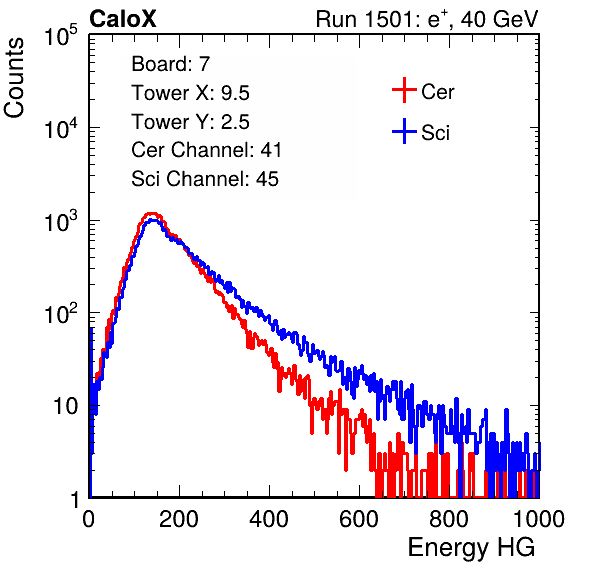 CaloX Run 1501: e⁺, 40 GeV
Board: 7
Tower X: 9.5
Tower Y: 2.5
Cer Channel: 41
Sci Channel: 45
Cer
Sci
Counts
10⁵
10⁴
10³
10²
10
1
0 200 400 600 800 1000
Energy HG